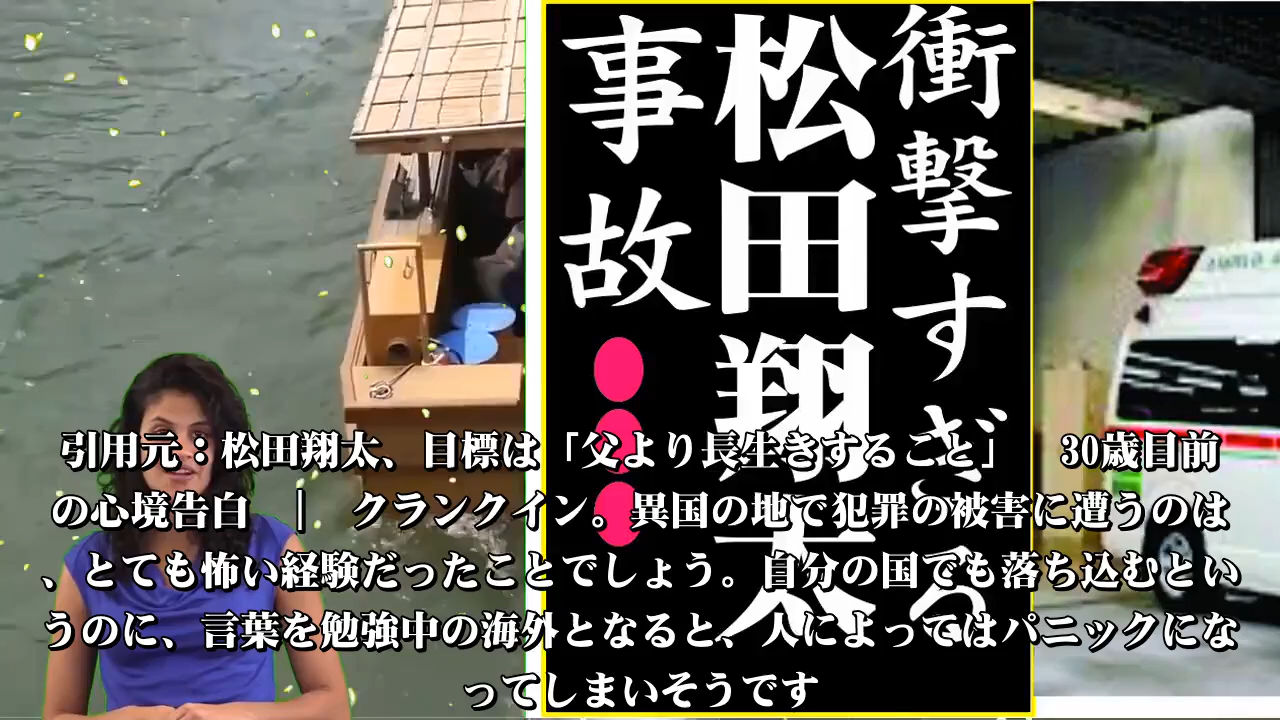 衝撃すぎる
松田翔太
事故
引用元：松田翔太、目標は「父より長生きすること」　30歳目前
の心境告白　｜　クランクイン。異国の地で犯罪の被害に遭うのは
、とても怖い経験だったことでしょう。自分の国でも落ち込むとい
うのに、言葉を勉強中の海外となると、人によってはパニックにな
ってしまいそうです